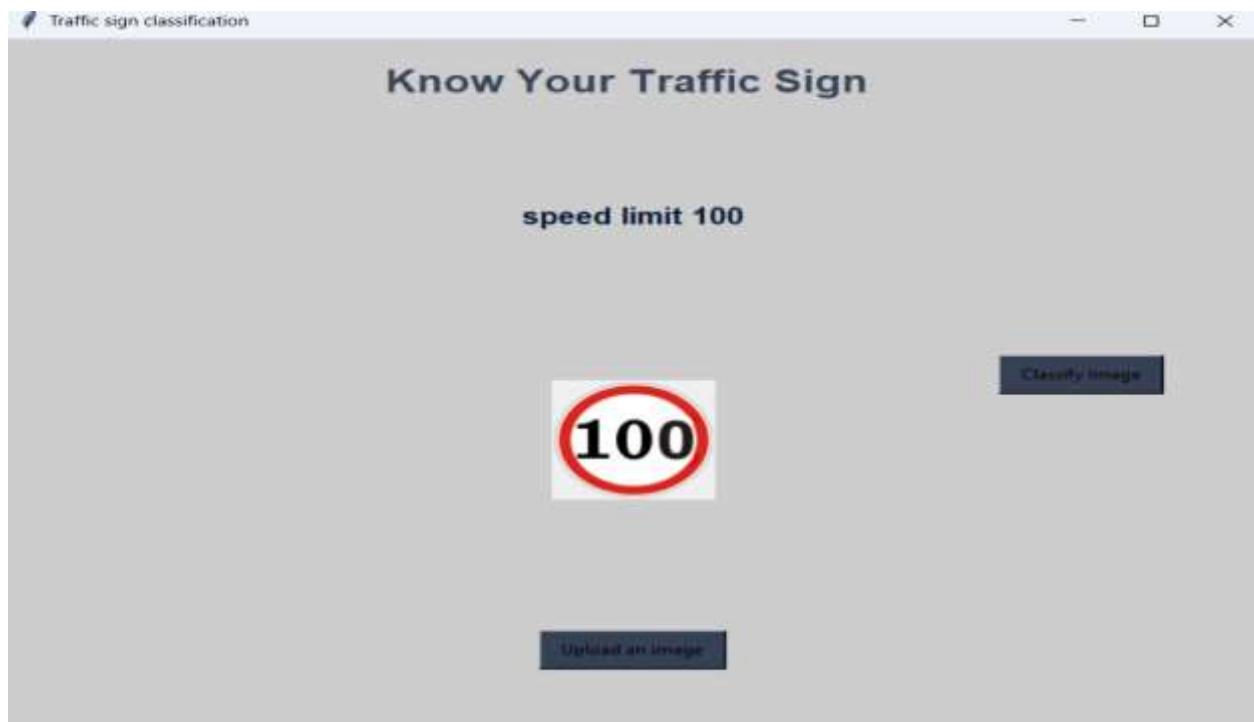 Traffic sign classification
Know Your Traffic Sign
speed limit 100
Classify Image
100
Upload an image